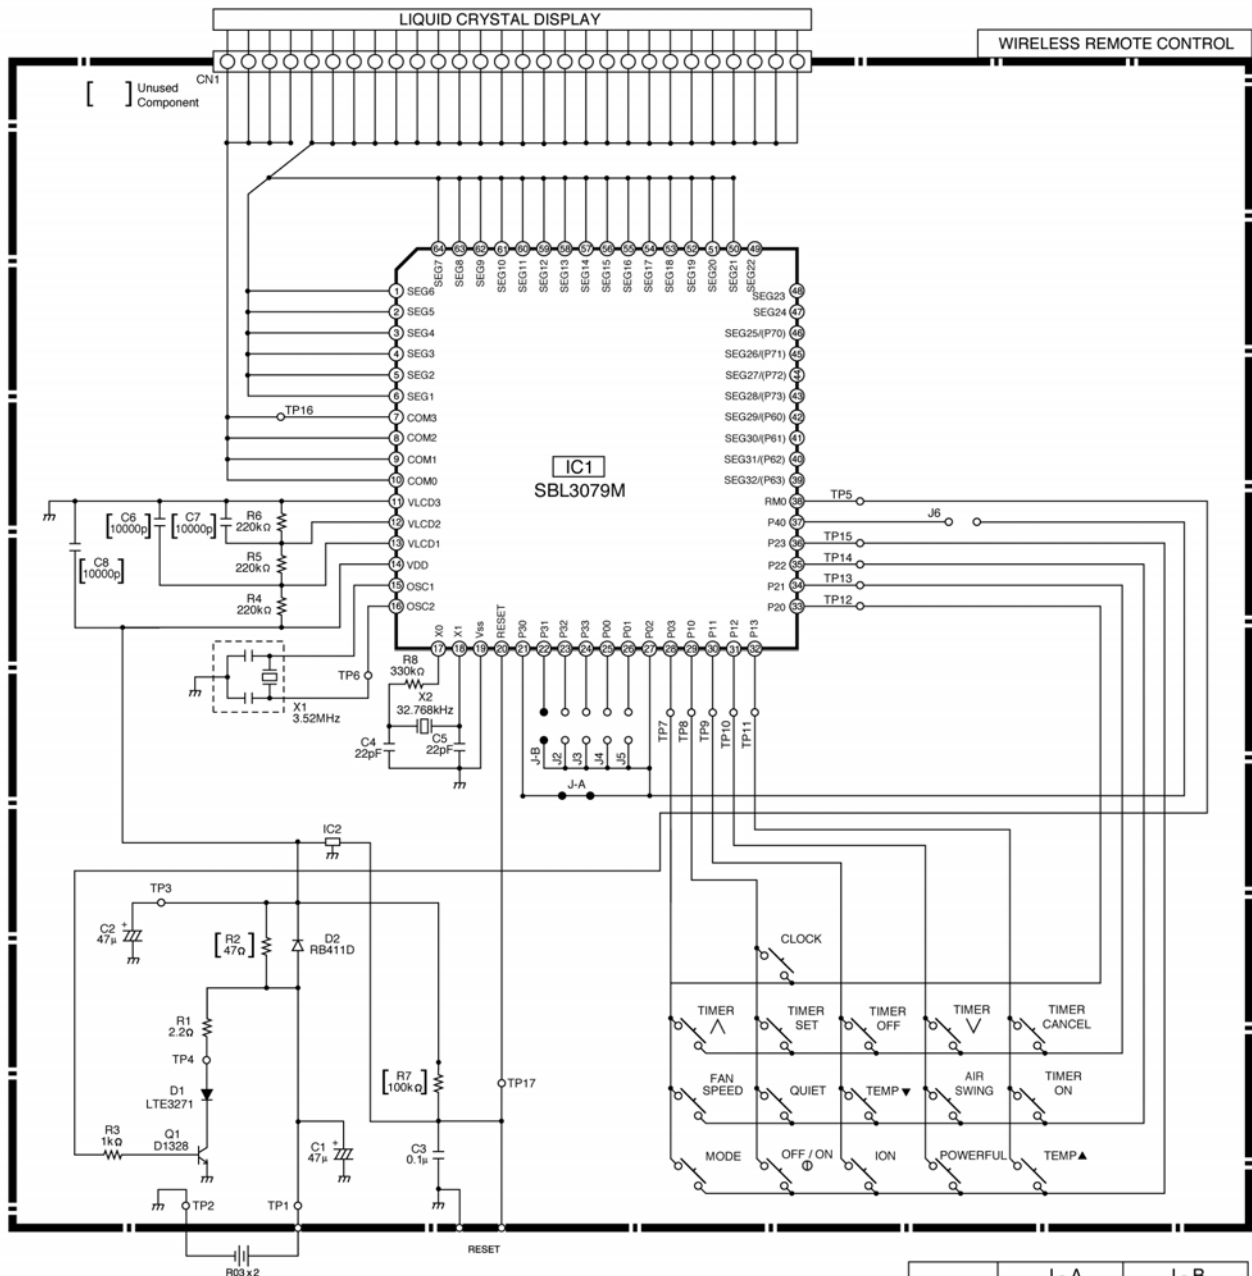 LIQUID CRYSTAL DISPLAY
WIRELESS REMOTE CONTROL
CN1
[ ] Unused
Component
64 63 62 61 60 59 58 57 56 55 54 53 52 51 50 49
SEG7 SEG8 SEG9 SEG10 SEG11 SEG12 SEG13 SEG14 SEG15 SEG16 SEG17 SEG18 SEG19 SEG20 SEG21 SEG22
1 SEG6
2 SEG5
3 SEG4
4 SEG3
5 SEG2
6 SEG1
TP16
7 COM3
8 COM2
9 COM1
10 COM0
11 VLCD3
12 VLCD2
13 VLCD1
14 VDD
15 OSC1
16 OSC2
SEG23 48
SEG24 47
SEG25/(P70) 46
SEG26/(P71) 45
SEG27/(P72)
SEG28/(P73) 43
SEG29/(P60) 42
SEG30/(P61) 41
SEG31/(P62) 40
SEG32/(P63) 39
RM0 38
P40 37
P23 36
P22 35
P21 34
P20 33
IC1
SBL3079M
TP5
J6
TP15
TP14
TP13
TP12
[C6
10000p]
[C7
10000p]
R6
220kΩ
[C8
10000p]
R5
220kΩ
R4
220kΩ
X0 X1 Vss RESET P30 P31 P32 P33 P00 P01 P02 P03 P10 P11 P12 P13
17 18 19 20 21 22 23 24 25 26 27 28 29 30 31 32
X1
3.52MHz
TP6
R8
330kΩ
X2
32.768kHz
C4
22pF
C5
22pF
J-B
J2
J3
J4
J5
J-A
TP7
TP8
TP9
TP10
TP11
IC2
TP3
C2
+
47µ
[R2
47Ω]
D2
RB411D
R1
2.2Ω
TP4
D1
LTE3271
R3
1kΩ
Q1
D1328
C1
+
47µ
[R7
100kΩ]
C3
0.1µ
TP17
TP2
TP1
R03x2
RESET
CLOCK
TIMER
∧
TIMER
SET
TIMER
OFF
TIMER
∨
TIMER
CANCEL
FAN
SPEED
QUIET
TEMP▼
AIR
SWING
TIMER
ON
MODE
OFF / ON
ION
POWERFUL
TEMP▲
J - A
J - B